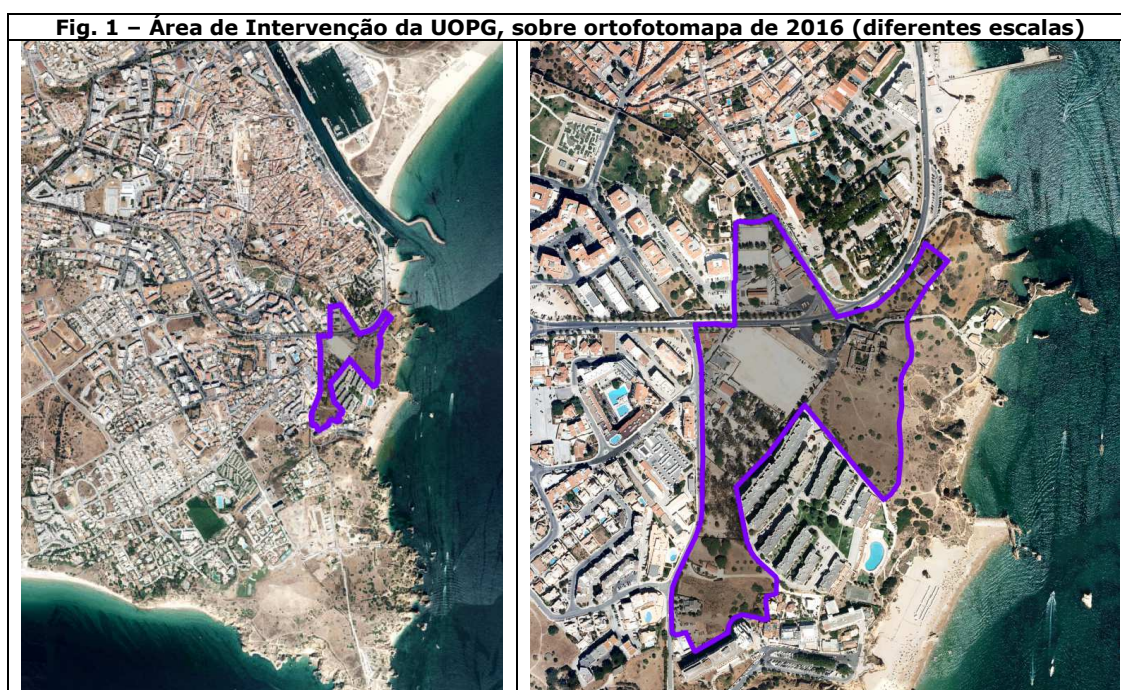 Fig. 1 – Área de Intervenção da UOPG, sobre ortofotomapa de 2016 (diferentes escalas)